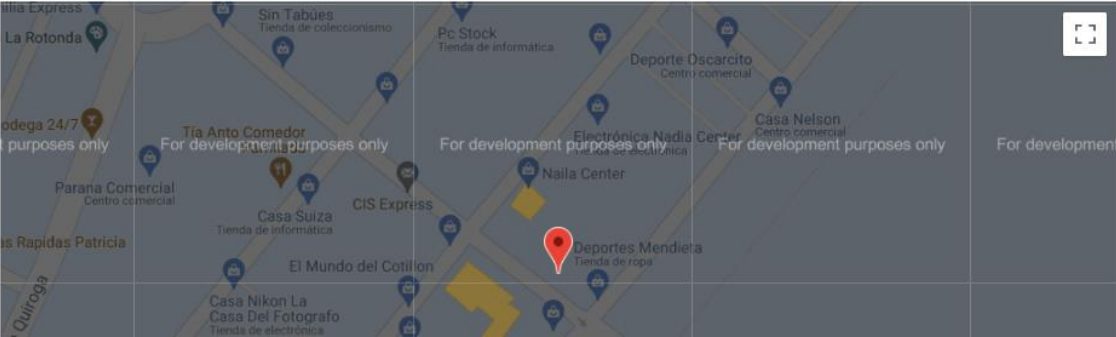 ilia Express
Sin Tabúes
Tienda de coleccionismo
La Rotonda
Pc Stock
Tienda de informática
Deporte Oscarcito
Centro comercial
odega 24/7
Tía Anto Comedor
Casa Nelson
Centro comercial
Electrónica Nadia Center
Tienda de electrónica
t purposes only
For development purposes only
For development purposes only
For development purposes only
For development
Naila Center
Parana Comercial
Centro comercial
CIS Express
Casa Suiza
Tienda de informática
as Rapidas Patricia
Deportes Mendieta
Tienda de ropa
El Mundo del Cotillon
Casa Nikon La
Casa Del Fotografo
Tienda de electrónica
Quiroga